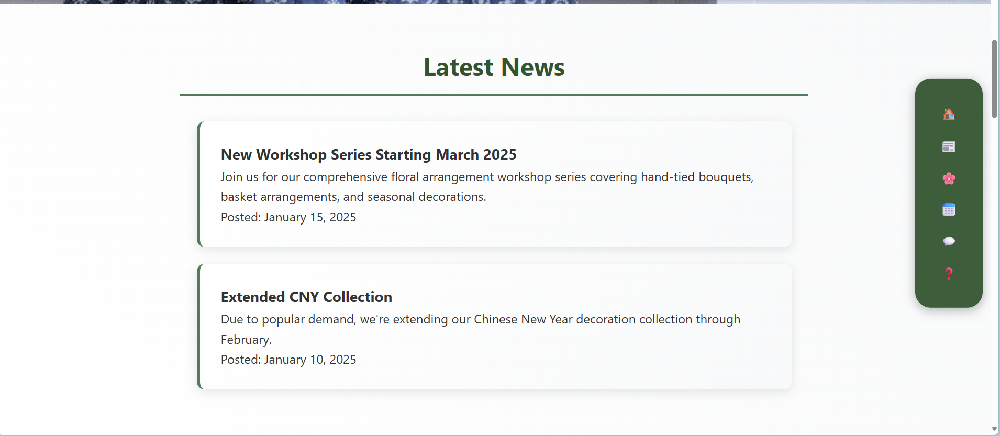 Latest News
New Workshop Series Starting March 2025
Join us for our comprehensive floral arrangement workshop series covering hand-tied bouquets,
basket arrangements, and seasonal decorations.
Posted: January 15, 2025
Extended CNY Collection
Due to popular demand, we're extending our Chinese New Year decoration collection through
February.
Posted: January 10, 2025